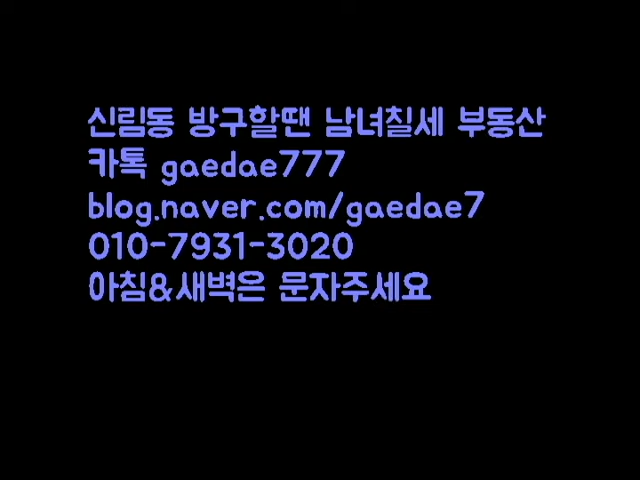 신림동 방구할땐 남녀칠세 부동산
카톡 gaedae777
blog.naver.com/gaedae7
010-7931-3020
아침&새벽은 문자주세요